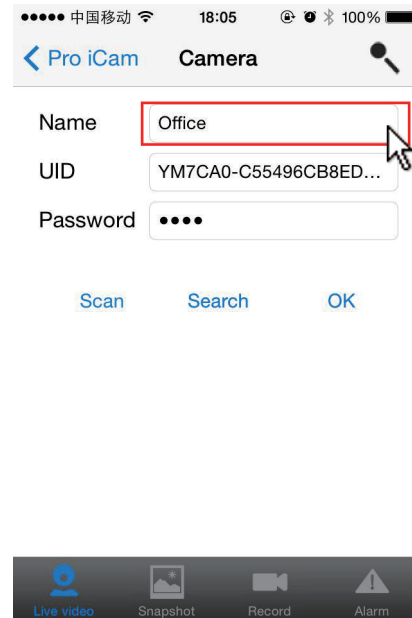 ●●●●● 中国移动 18:05 100%
Pro iCam Camera
Name Office
UID YM7CA0-C55496CB8ED...
Password ●●●●
Scan Search OK
Live video Snapshot Record Alarm